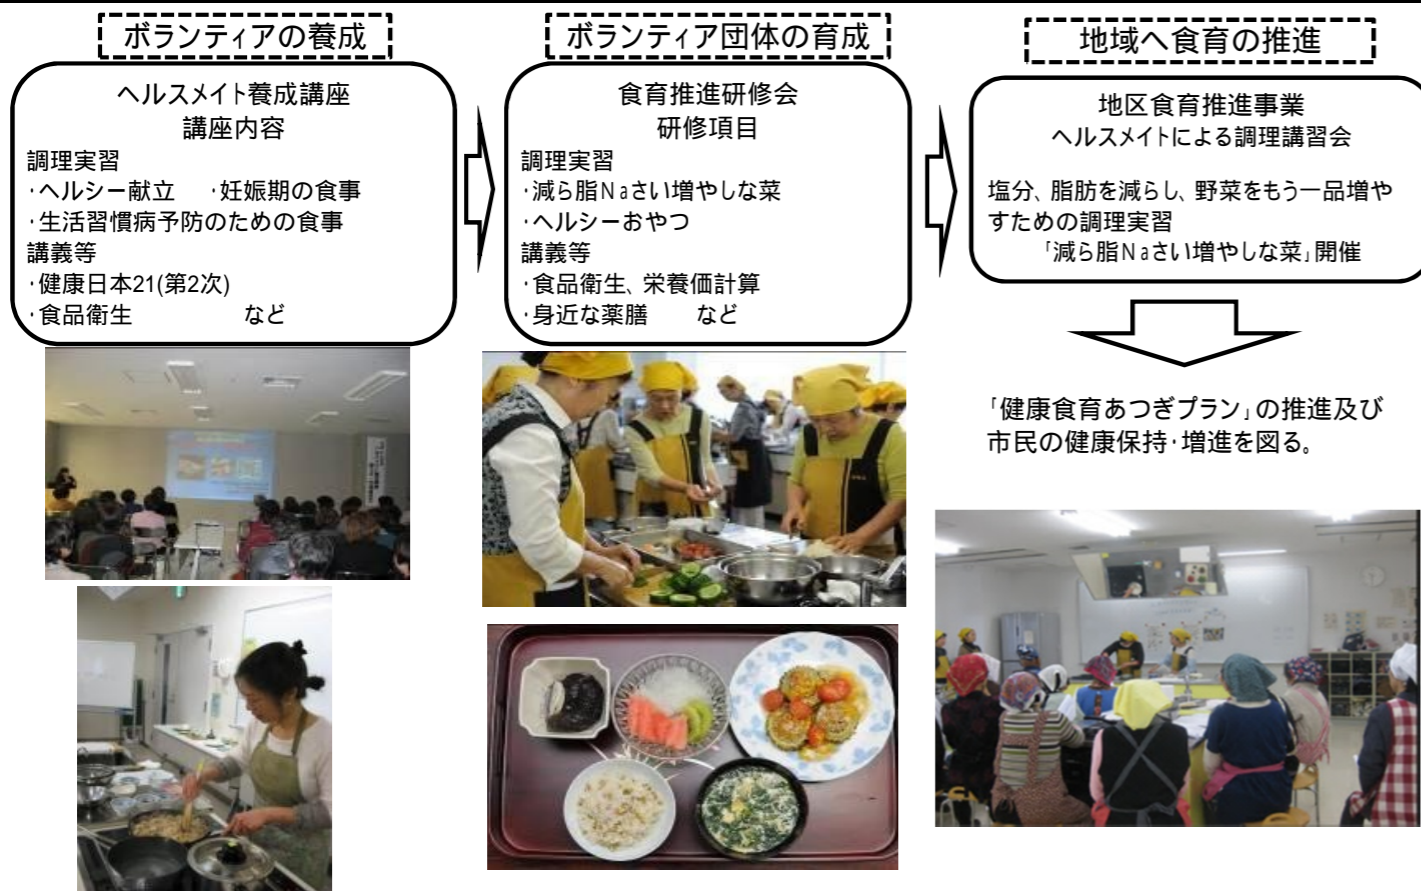 ボランティアの養成
ヘルスメイト養成講座
講座内容
調理実習
・ヘルシー献立　・妊娠期の食事
・生活習慣病予防のための食事
講義等
・健康日本21(第2次)
・食品衛生　　　　など
ボランティア団体の育成
食育推進研修会
研修項目
調理実習
・減ら脂Naさい増やしな菜
・ヘルシーおやつ
講義等
・食品衛生、栄養価計算
・身近な薬膳　　など
地域へ食育の推進
地区食育推進事業
ヘルスメイトによる調理講習会
塩分、脂肪を減らし、野菜をもう一品増や
すための調理実習
「減ら脂Naさい増やしな菜」開催
「健康食育あつぎプラン」の推進及び
市民の健康保持・増進を図る。